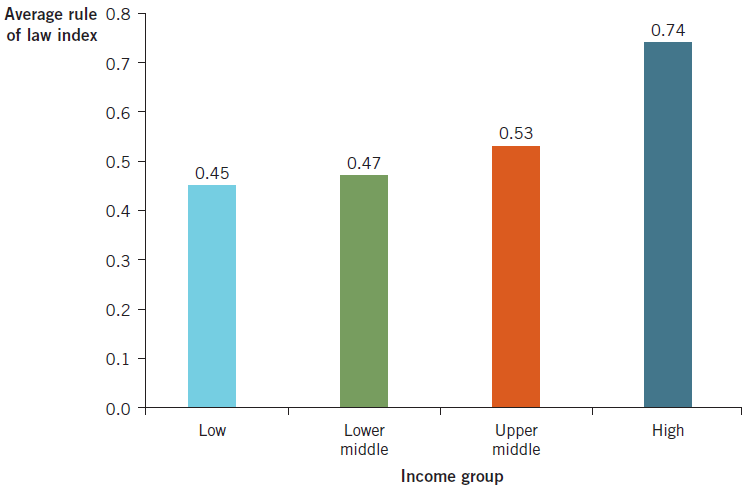 Average rule
of law index
0.8
0.7
0.6
0.5
0.4
0.3
0.2
0.1
0.0
0.45
0.47
0.53
0.74
Low
Lower
middle
Upper
middle
High
Income group